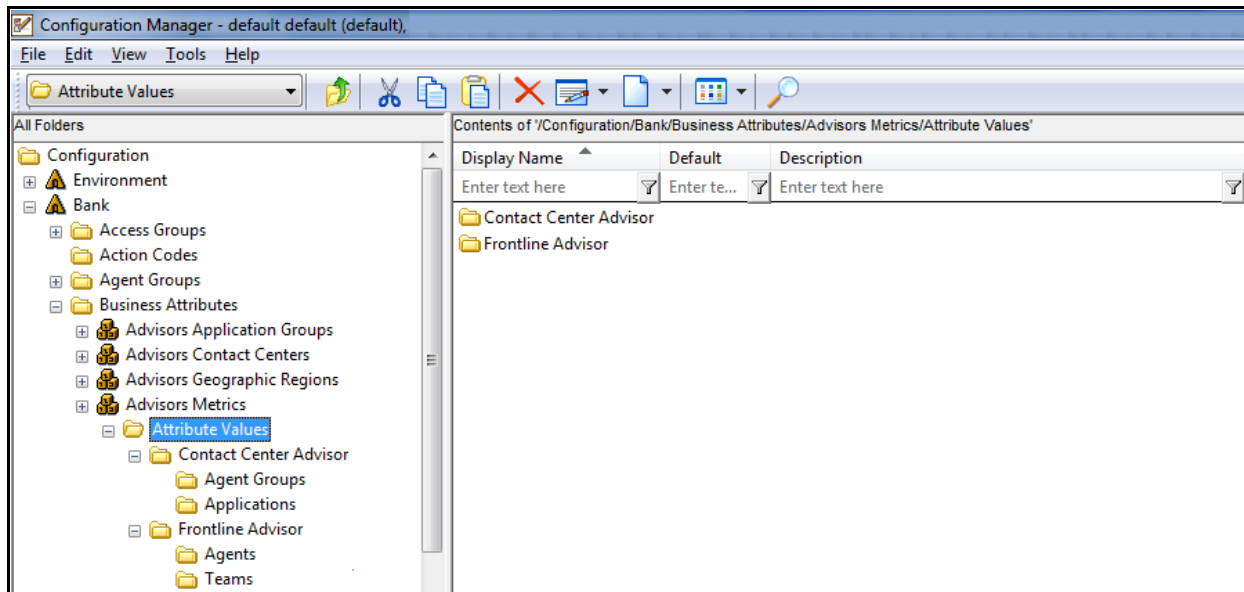 Configuration Manager - default default (default),
File Edit View Tools Help
Attribute Values
All Folders
Contents of '/Configuration/Bank/Business Attributes/Advisors Metrics/Attribute Values'
Display Name Default Description
Enter text here Enter te... Enter text here
Configuration
Environment
Bank
Access Groups
Action Codes
Agent Groups
Business Attributes
Advisors Application Groups
Advisors Contact Centers
Advisors Geographic Regions
Advisors Metrics
Attribute Values
Contact Center Advisor
Agent Groups
Applications
Frontline Advisor
Agents
Teams
Contact Center Advisor
Frontline Advisor